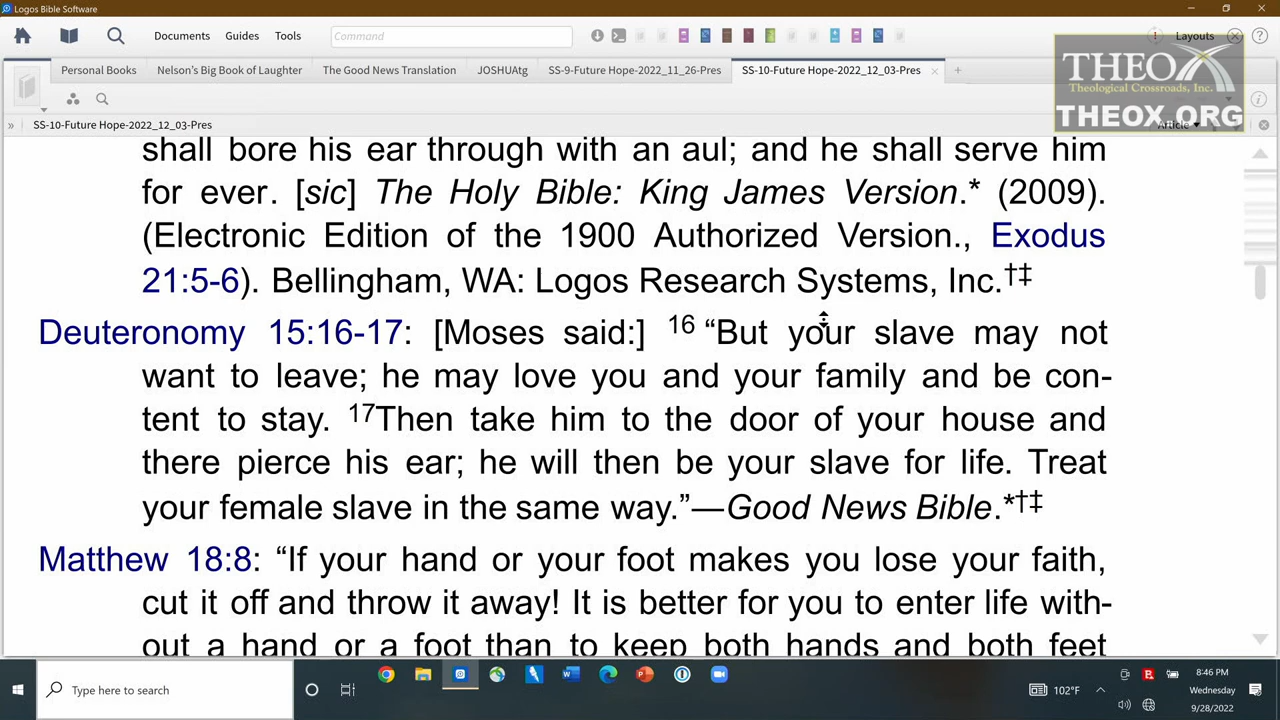 Logos Bible Software
Documents Guides Tools Command Layouts
Personal Books Nelson's Big Book of Laughter The Good News Translation JOSHUAtg SS-9-Future Hope-2022_11_26-Pres SS-10-Future Hope-2022_12_03-Pres
THEOX
Theological Crossroads, Inc.
THEOX.ORG
SS-10-Future Hope-2022_12_03-Pres Article
shall bore his ear through with an aul; and he shall serve him
for ever. [sic] The Holy Bible: King James Version.* (2009).
(Electronic Edition of the 1900 Authorized Version., Exodus
21:5-6). Bellingham, WA: Logos Research Systems, Inc.†‡
Deuteronomy 15:16-17: [Moses said:] 16 “But your slave may not
want to leave; he may love you and your family and be con-
tent to stay. 17Then take him to the door of your house and
there pierce his ear; he will then be your slave for life. Treat
your female slave in the same way.”—Good News Bible.*†‡
Matthew 18:8: “If your hand or your foot makes you lose your faith,
cut it off and throw it away! It is better for you to enter life with-
out a hand or a foot than to keep both hands and both feet
Type here to search
102°F
8:46 PM
Wednesday
9/28/2022